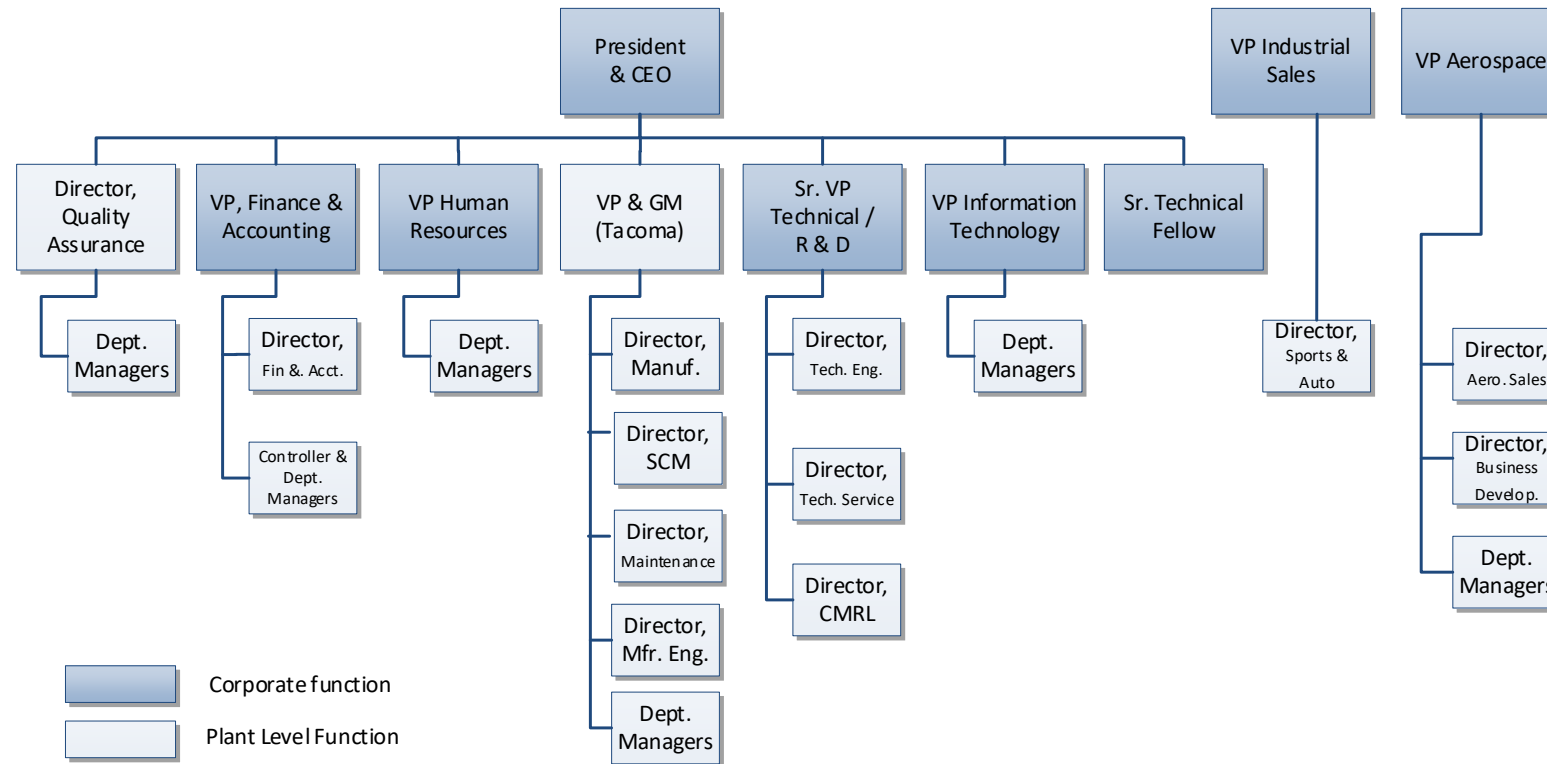 President
& CEO
VP Industrial
Sales
VP Aerospace
Director,
Quality
Assurance
VP, Finance &
Accounting
VP Human
Resources
VP & GM
(Tacoma)
Sr. VP
Technical /
R & D
VP Information
Technology
Sr. Technical
Fellow
Dept.
Managers
Director,
Fin &. Acct.
Controller &
Dept.
Managers
Dept.
Managers
Director,
Manuf.
Director,
SCM
Director,
Maintenance
Director,
Mfr. Eng.
Dept.
Managers
Director,
Tech. Eng.
Director,
Tech. Service
Director,
CMRL
Dept.
Managers
Director,
Sports &
Auto
Director,
Aero. Sales
Director,
Business
Develop.
Dept.
Managers
Corporate function
Plant Level Function